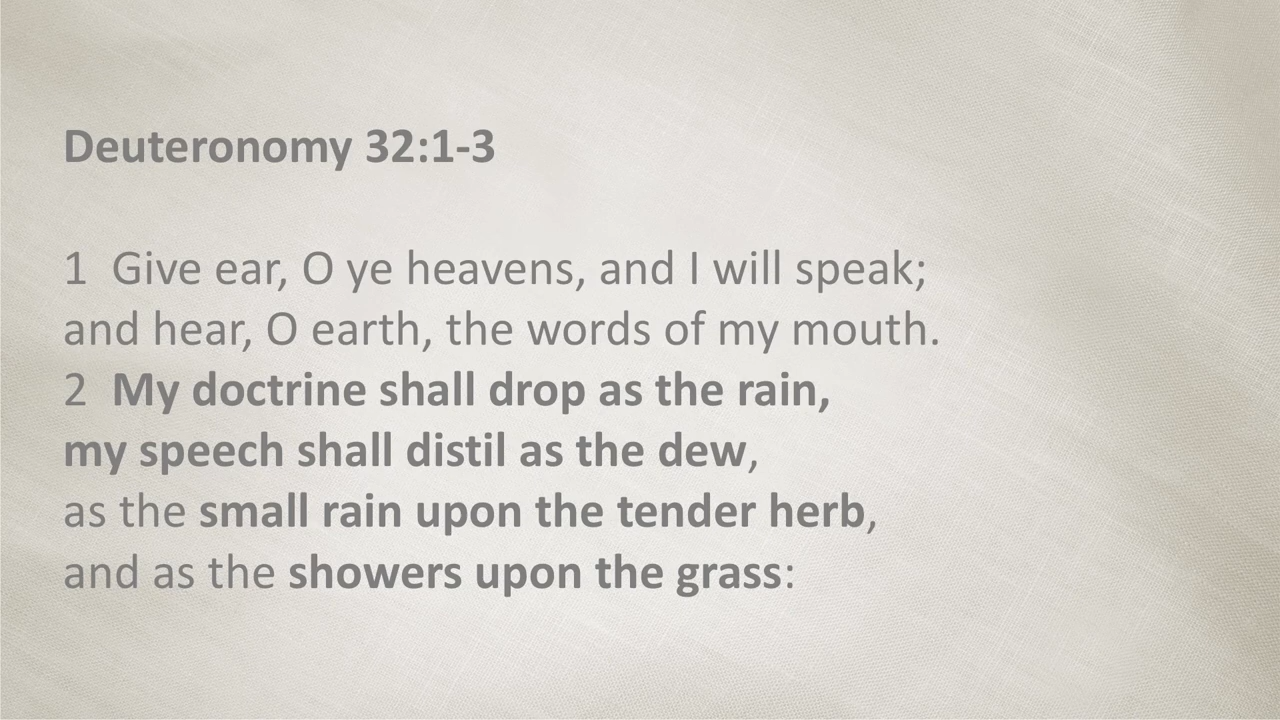 Deuteronomy 32:1-3
1 Give ear, O ye heavens, and I will speak;
and hear, O earth, the words of my mouth.
2 My doctrine shall drop as the rain,
my speech shall distil as the dew,
as the small rain upon the tender herb,
and as the showers upon the grass: